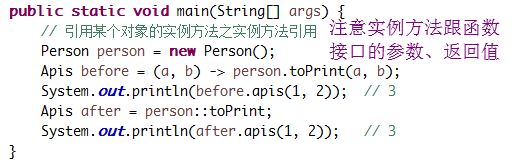 public static void main(String[] args) {
// 引用某个对象的实例方法之实例方法引用 注意实例方法跟函数
Person person = new Person(); 接口的参数、返回值
Apis before = (a, b) -> person.toPrint(a, b);
System.out.println(before.apis(1, 2)); // 3
Apis after = person::toPrint;
System.out.println(after.apis(1, 2)); // 3
}